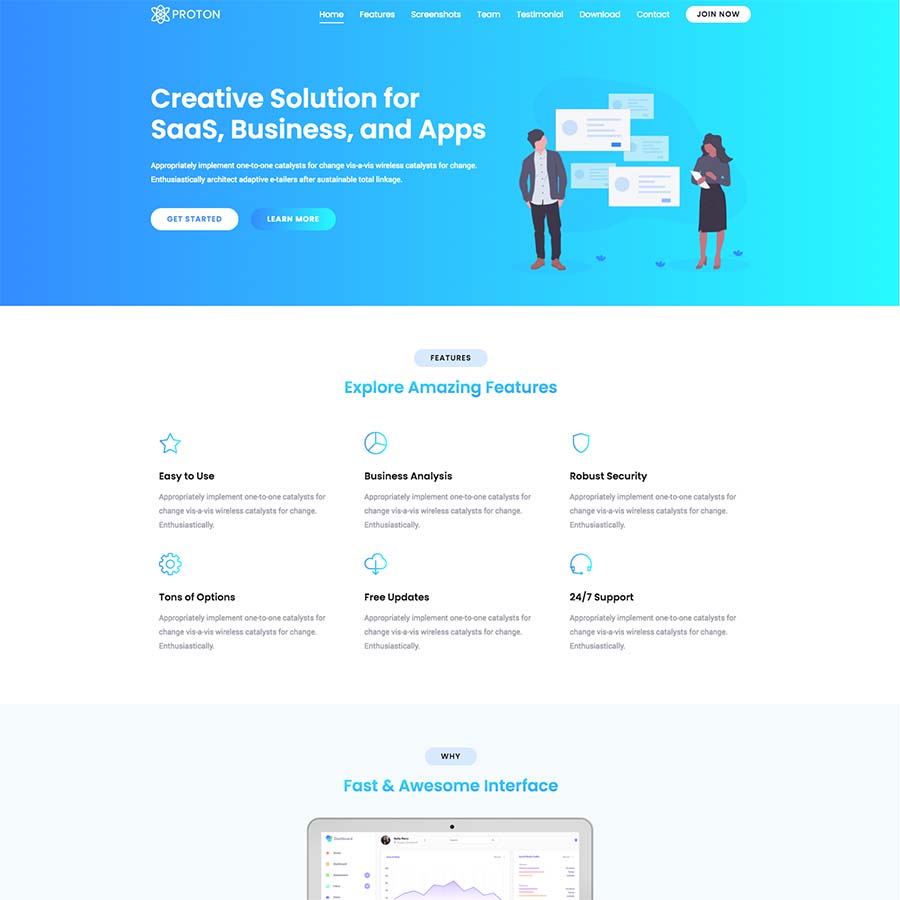 PROTON
Home Features Screenshots Team Testimonial Download Contact JOIN NOW
Creative Solution for
SaaS, Business, and Apps
Appropriately implement one-to-one catalysts for change vis-a-vis wireless catalysts for change.
Enthusiastically architect adaptive e-tailers after sustainable total linkage.
GET STARTED LEARN MORE
FEATURES
Explore Amazing Features
Easy to Use
Appropriately implement one-to-one catalysts for
change vis-a-vis wireless catalysts for change.
Enthusiastically.
Business Analysis
Appropriately implement one-to-one catalysts for
change vis-a-vis wireless catalysts for change.
Enthusiastically.
Robust Security
Appropriately implement one-to-one catalysts for
change vis-a-vis wireless catalysts for change.
Enthusiastically.
Tons of Options
Appropriately implement one-to-one catalysts for
change vis-a-vis wireless catalysts for change.
Enthusiastically.
Free Updates
Appropriately implement one-to-one catalysts for
change vis-a-vis wireless catalysts for change.
Enthusiastically.
24/7 Support
Appropriately implement one-to-one catalysts for
change vis-a-vis wireless catalysts for change.
Enthusiastically.
WHY
Fast & Awesome Interface
Dashboard